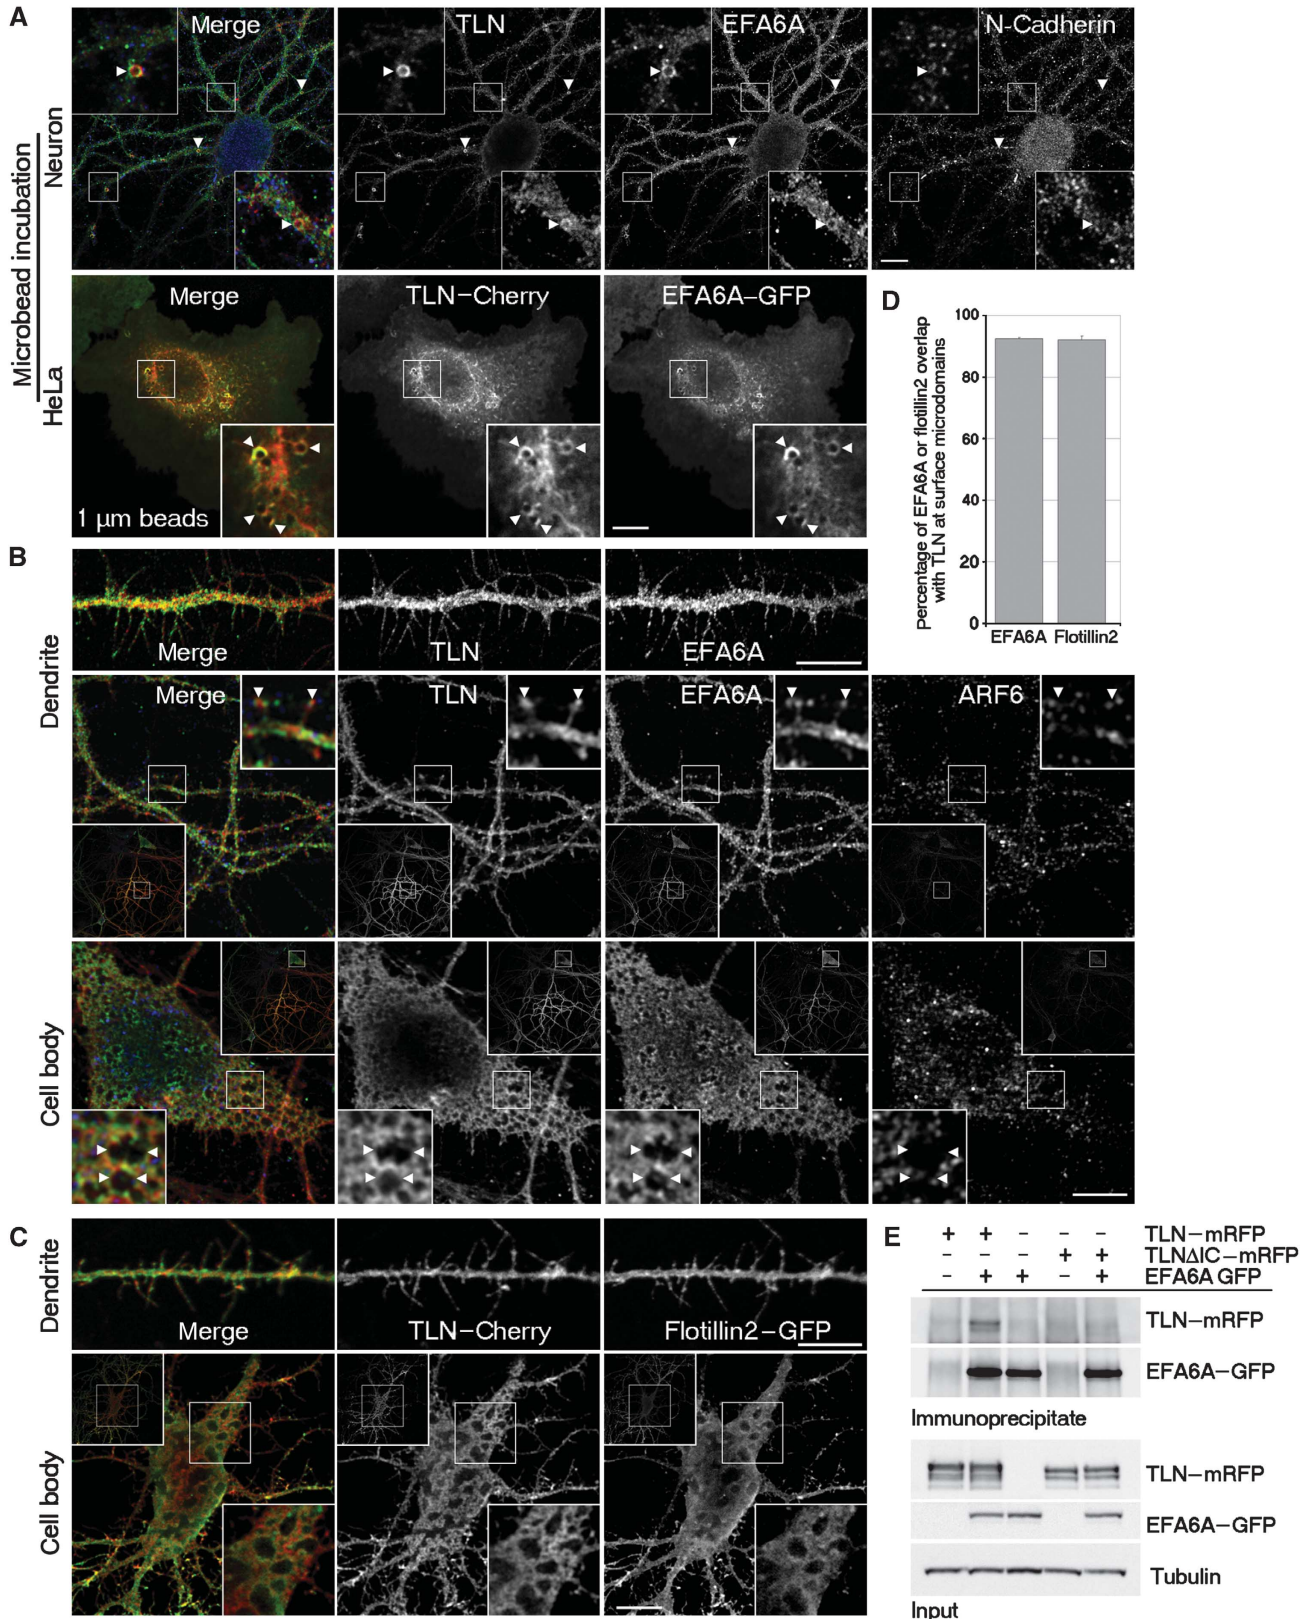 A
Microbead incubation
Neuron
Merge
TLN
EFA6A
N-Cadherin
HeLa
Merge
TLN–Cherry
EFA6A–GFP
1 µm beads
D
Percentage of EFA6A or flotillin2 overlap
with TLN at surface microdomains
100
80
60
40
20
0
EFA6A Flotillin2
B
Dendrite
Merge
TLN
EFA6A
Merge
TLN
EFA6A
ARF6
Cell body
C
Dendrite
Merge
TLN–Cherry
Flotillin2–GFP
Cell body
E
+ + – – – TLN–mRFP
– – – + + TLNΔIC–mRFP
– + + – + EFA6A GFP
TLN–mRFP
EFA6A–GFP
Immunoprecipitate
TLN–mRFP
EFA6A–GFP
Tubulin
Input